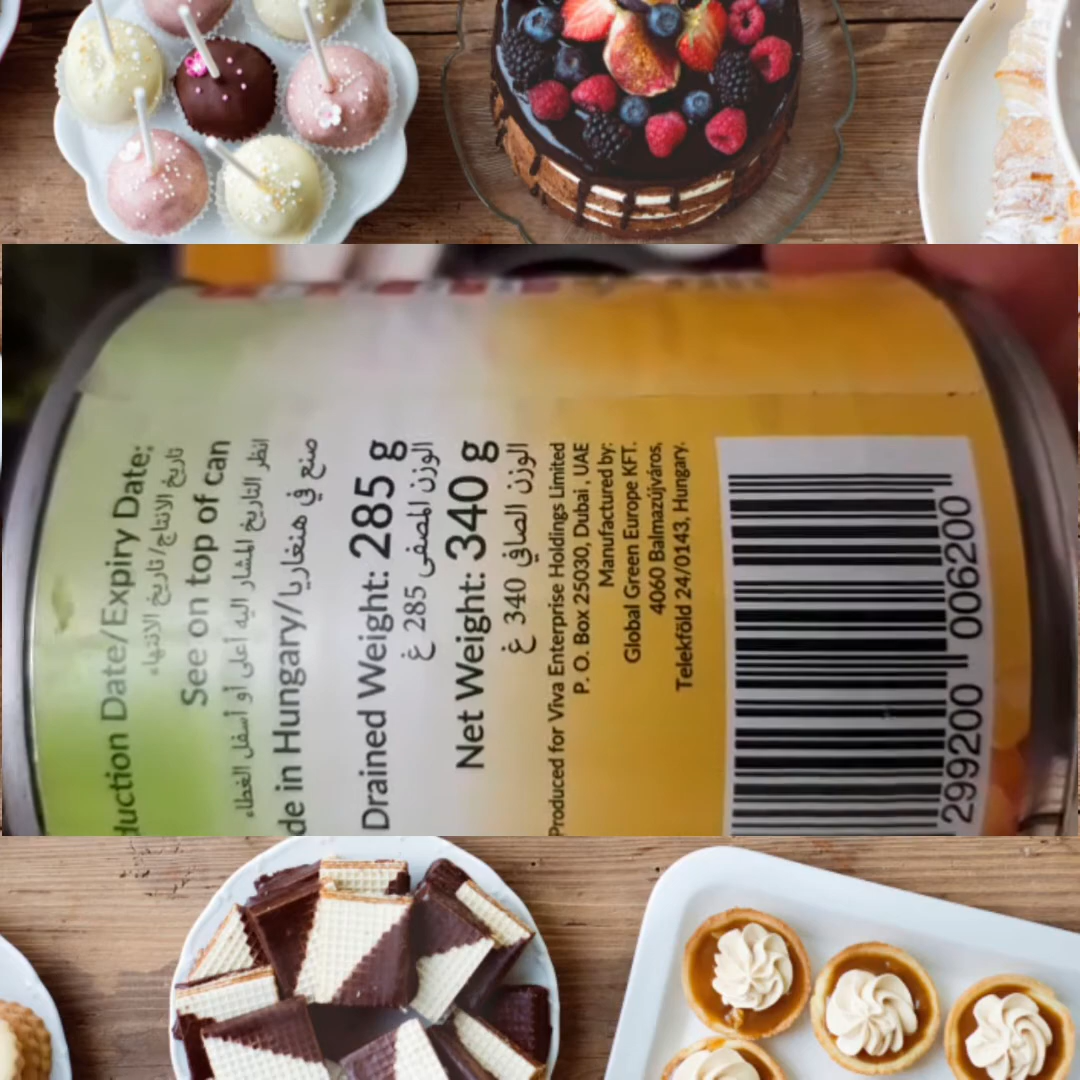 duction Date/Expiry Date:
تاريخ الانتاج/تاريخ الانتهاء
See on top of can
انظر التاريخ المشار اليه أعلى أو أسفل الغطاء
de in Hungary/صنع في هنغاريا
Drained Weight: 285 g
الوزن المصفى 285 غ
Net Weight: 340 g
الوزن الصافي 340 غ
Produced for Viva Enterprise Holdings Limited
P. O. Box 25030, Dubai, UAE
Manufactured by:
Global Green Europe KFT.
4060 Balmazújváros,
Telekföld 24/0143, Hungary.
299200 006200